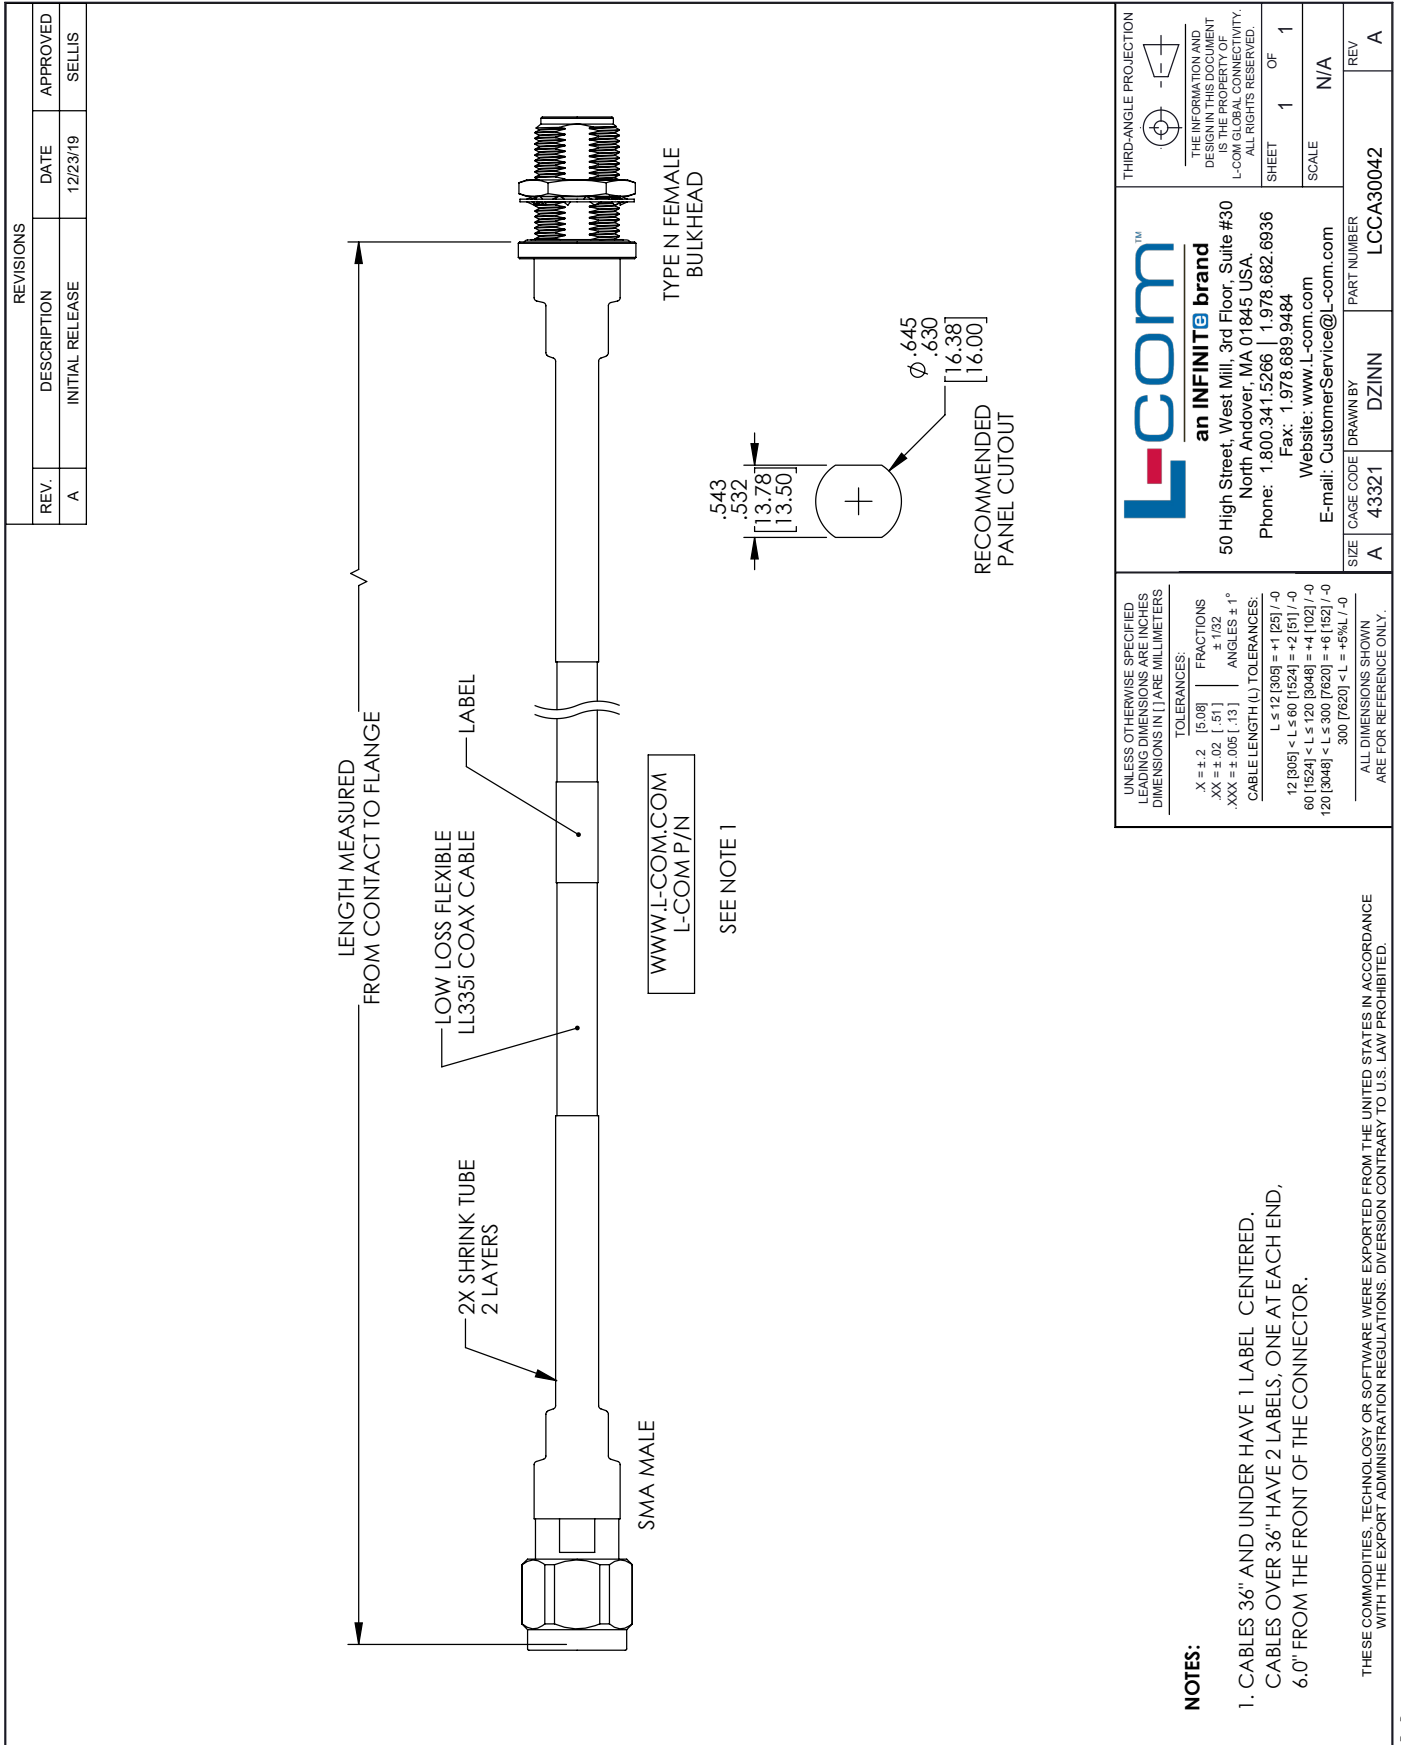 REVISIONS
REV. DESCRIPTION DATE APPROVED
A INITIAL RELEASE 12/23/19 SELLIS
LENGTH MEASURED
FROM CONTACT TO FLANGE
2X SHRINK TUBE
2 LAYERS
LOW LOSS FLEXIBLE
LL335i COAX CABLE
LABEL
SMA MALE
WWW.L-COM.COM
L-COM P/N
SEE NOTE 1
TYPE N FEMALE
BULKHEAD
.543
.532
[13.78]
[13.50]
Ø .645
.630
[16.38]
[16.00]
RECOMMENDED
PANEL CUTOUT
NOTES:
1. CABLES 36" AND UNDER HAVE 1 LABEL CENTERED.
CABLES OVER 36" HAVE 2 LABELS, ONE AT EACH END,
6.0" FROM THE FRONT OF THE CONNECTOR.
THESE COMMODITIES, TECHNOLOGY OR SOFTWARE WERE EXPORTED FROM THE UNITED STATES IN ACCORDANCE
WITH THE EXPORT ADMINISTRATION REGULATIONS. DIVERSION CONTRARY TO U.S. LAW PROHIBITED.
UNLESS OTHERWISE SPECIFIED
LEADING DIMENSIONS ARE INCHES
DIMENSIONS IN [ ] ARE MILLIMETERS
TOLERANCES:
.X = ± .2 [5.08] FRACTIONS
.XX = ± .02 [ .51 ] ± 1/32
.XXX = ± .005 [ .13 ] ANGLES ± 1°
CABLE LENGTH (L) TOLERANCES:
L ≤ 12 [305] = +1 [25] / -0
12 [305] < L ≤ 60 [1524] = +2 [51] / -0
60 [1524] < L ≤ 120 [3048] = +4 [102] / -0
120 [3048] < L ≤ 300 [7620] = +6 [152] / -0
300 [7620] < L = +5%L / -0
ALL DIMENSIONS SHOWN
ARE FOR REFERENCE ONLY.
L-com™
an INFINITe brand
50 High Street, West Mill, 3rd Floor, Suite #30
North Andover, MA 01845 USA.
Phone: 1.800.341.5266 | 1.978.682.6936
Fax: 1.978.689.9484
Website: www.L-com.com
E-mail: CustomerService@L-com.com
THIRD-ANGLE PROJECTION
THE INFORMATION AND
DESIGN IN THIS DOCUMENT
IS THE PROPERTY OF
L-COM GLOBAL CONNECTIVITY.
ALL RIGHTS RESERVED.
SHEET 1 OF 1
SCALE N/A
SIZE A
CAGE CODE 43321
DRAWN BY DZINN
PART NUMBER LCCA30042
REV A